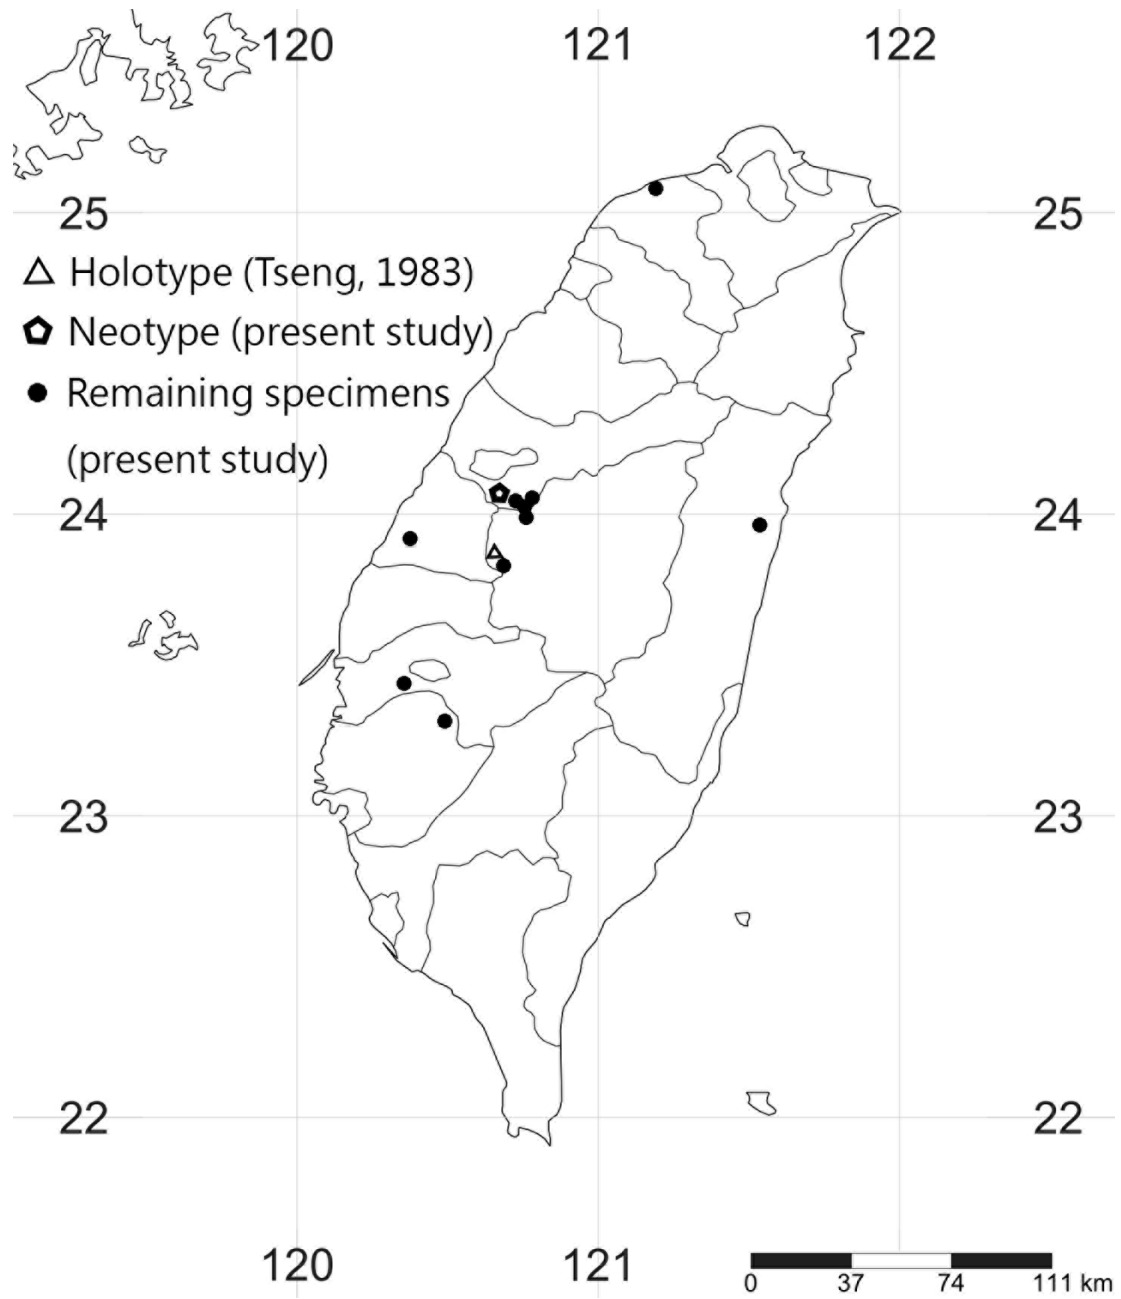 120 121 122
25 25
Holotype (Tseng, 1983)
Neotype (present study)
Remaining specimens
(present study)
24 24
23 23
22 22
120 121
0 37 74 111 km